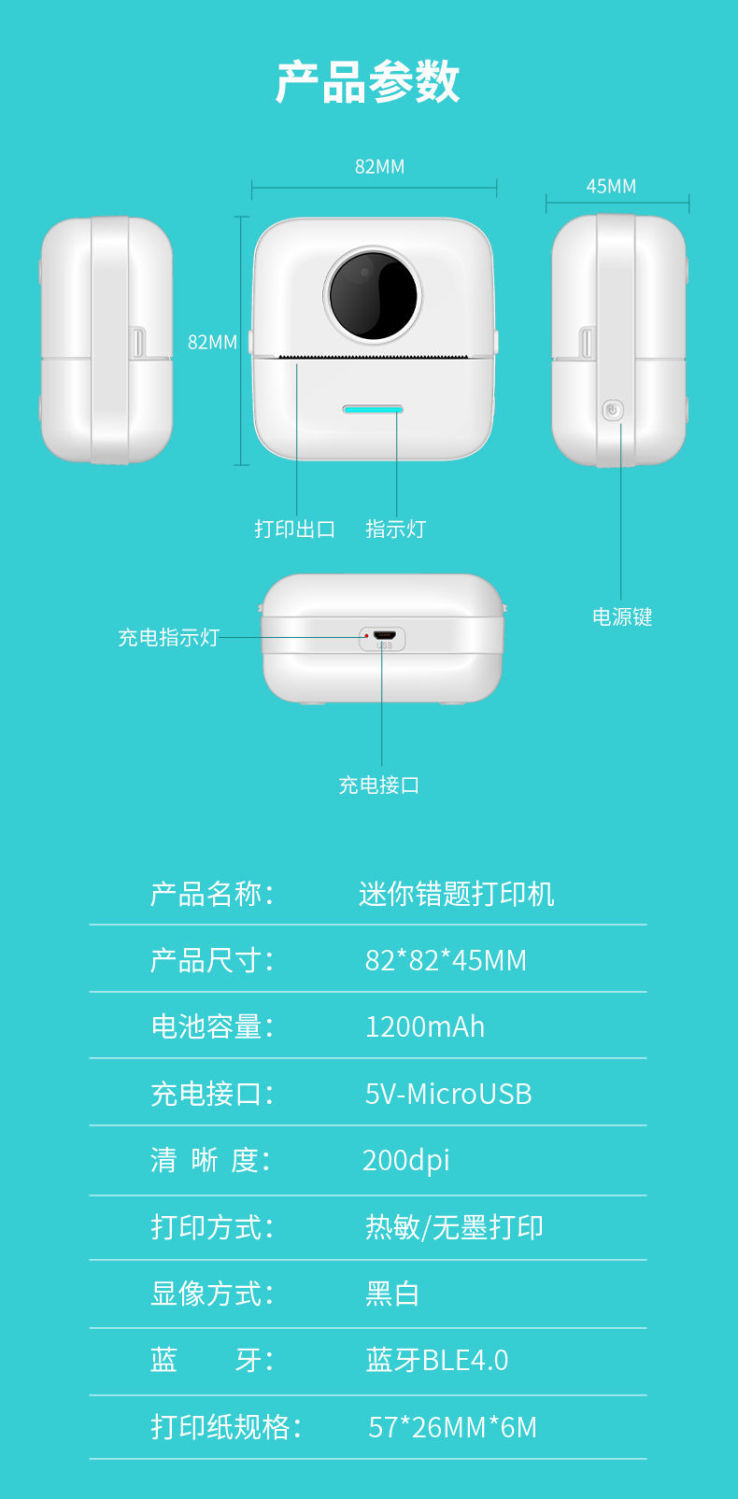 产品参数
82MM
45MM
82MM
打印出口
指示灯
电源键
充电指示灯
USB
充电接口
产品名称： 迷你错题打印机
产品尺寸： 82*82*45MM
电池容量： 1200mAh
充电接口： 5V-MicroUSB
清 晰 度： 200dpi
打印方式： 热敏/无墨打印
显像方式： 黑白
蓝 牙： 蓝牙BLE4.0
打印纸规格： 57*26MM*6M